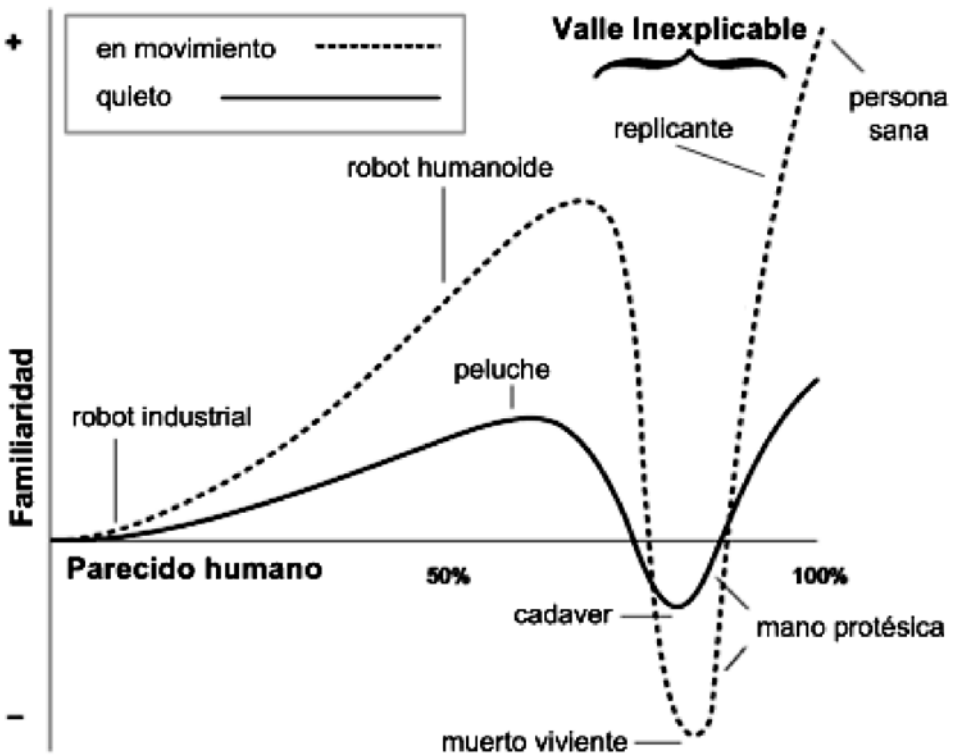 +
en movimiento
quieto
Valle Inexplicable
persona
sana
replicante
robot humanoide
peluche
robot industrial
Familiaridad
Parecido humano
50%
100%
cadaver
mano protésica
–
muerto viviente